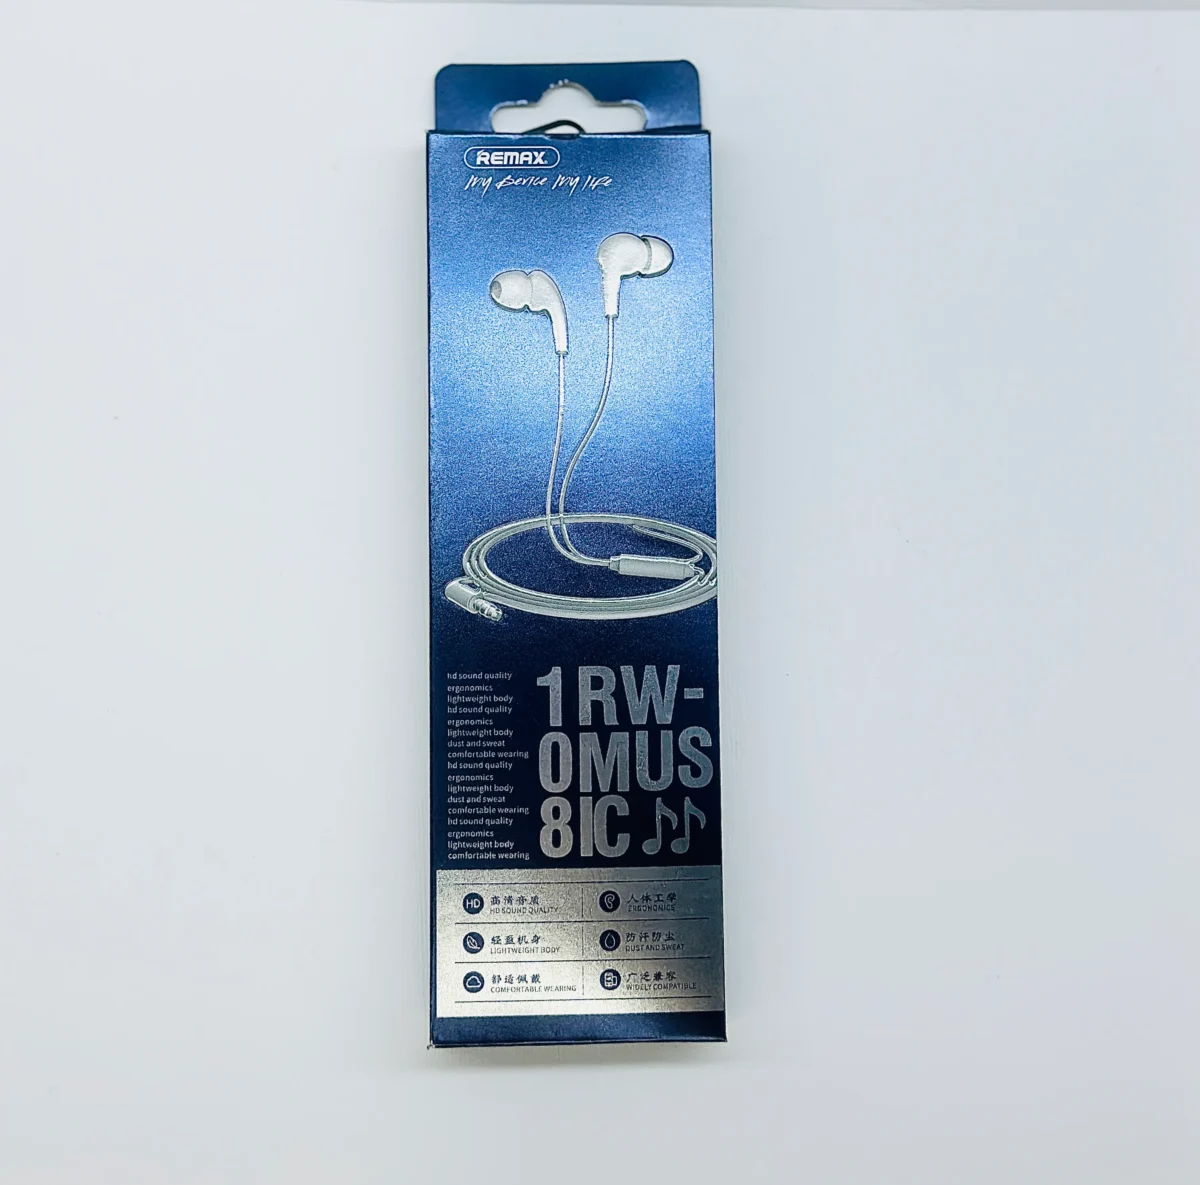 REMAX
My Device My life
hd sound quality
ergonomics
lightweight body
hd sound quality
ergonomics
lightweight body
dust and sweat
comfortable wearing
hd sound quality
ergonomics
lightweight body
dust and sweat
comfortable wearing
hd sound quality
ergonomics
lightweight body
comfortable wearing
1RW-
0MUS
8IC
HD
高清音质
HD SOUND QUALITY
人体工学
ERGONOMICS
轻盈机身
LIGHTWEIGHT BODY
防汗防尘
DUST AND SWEAT
舒适佩戴
COMFORTABLE WEARING
广泛兼容
WIDELY COMPATIBLE